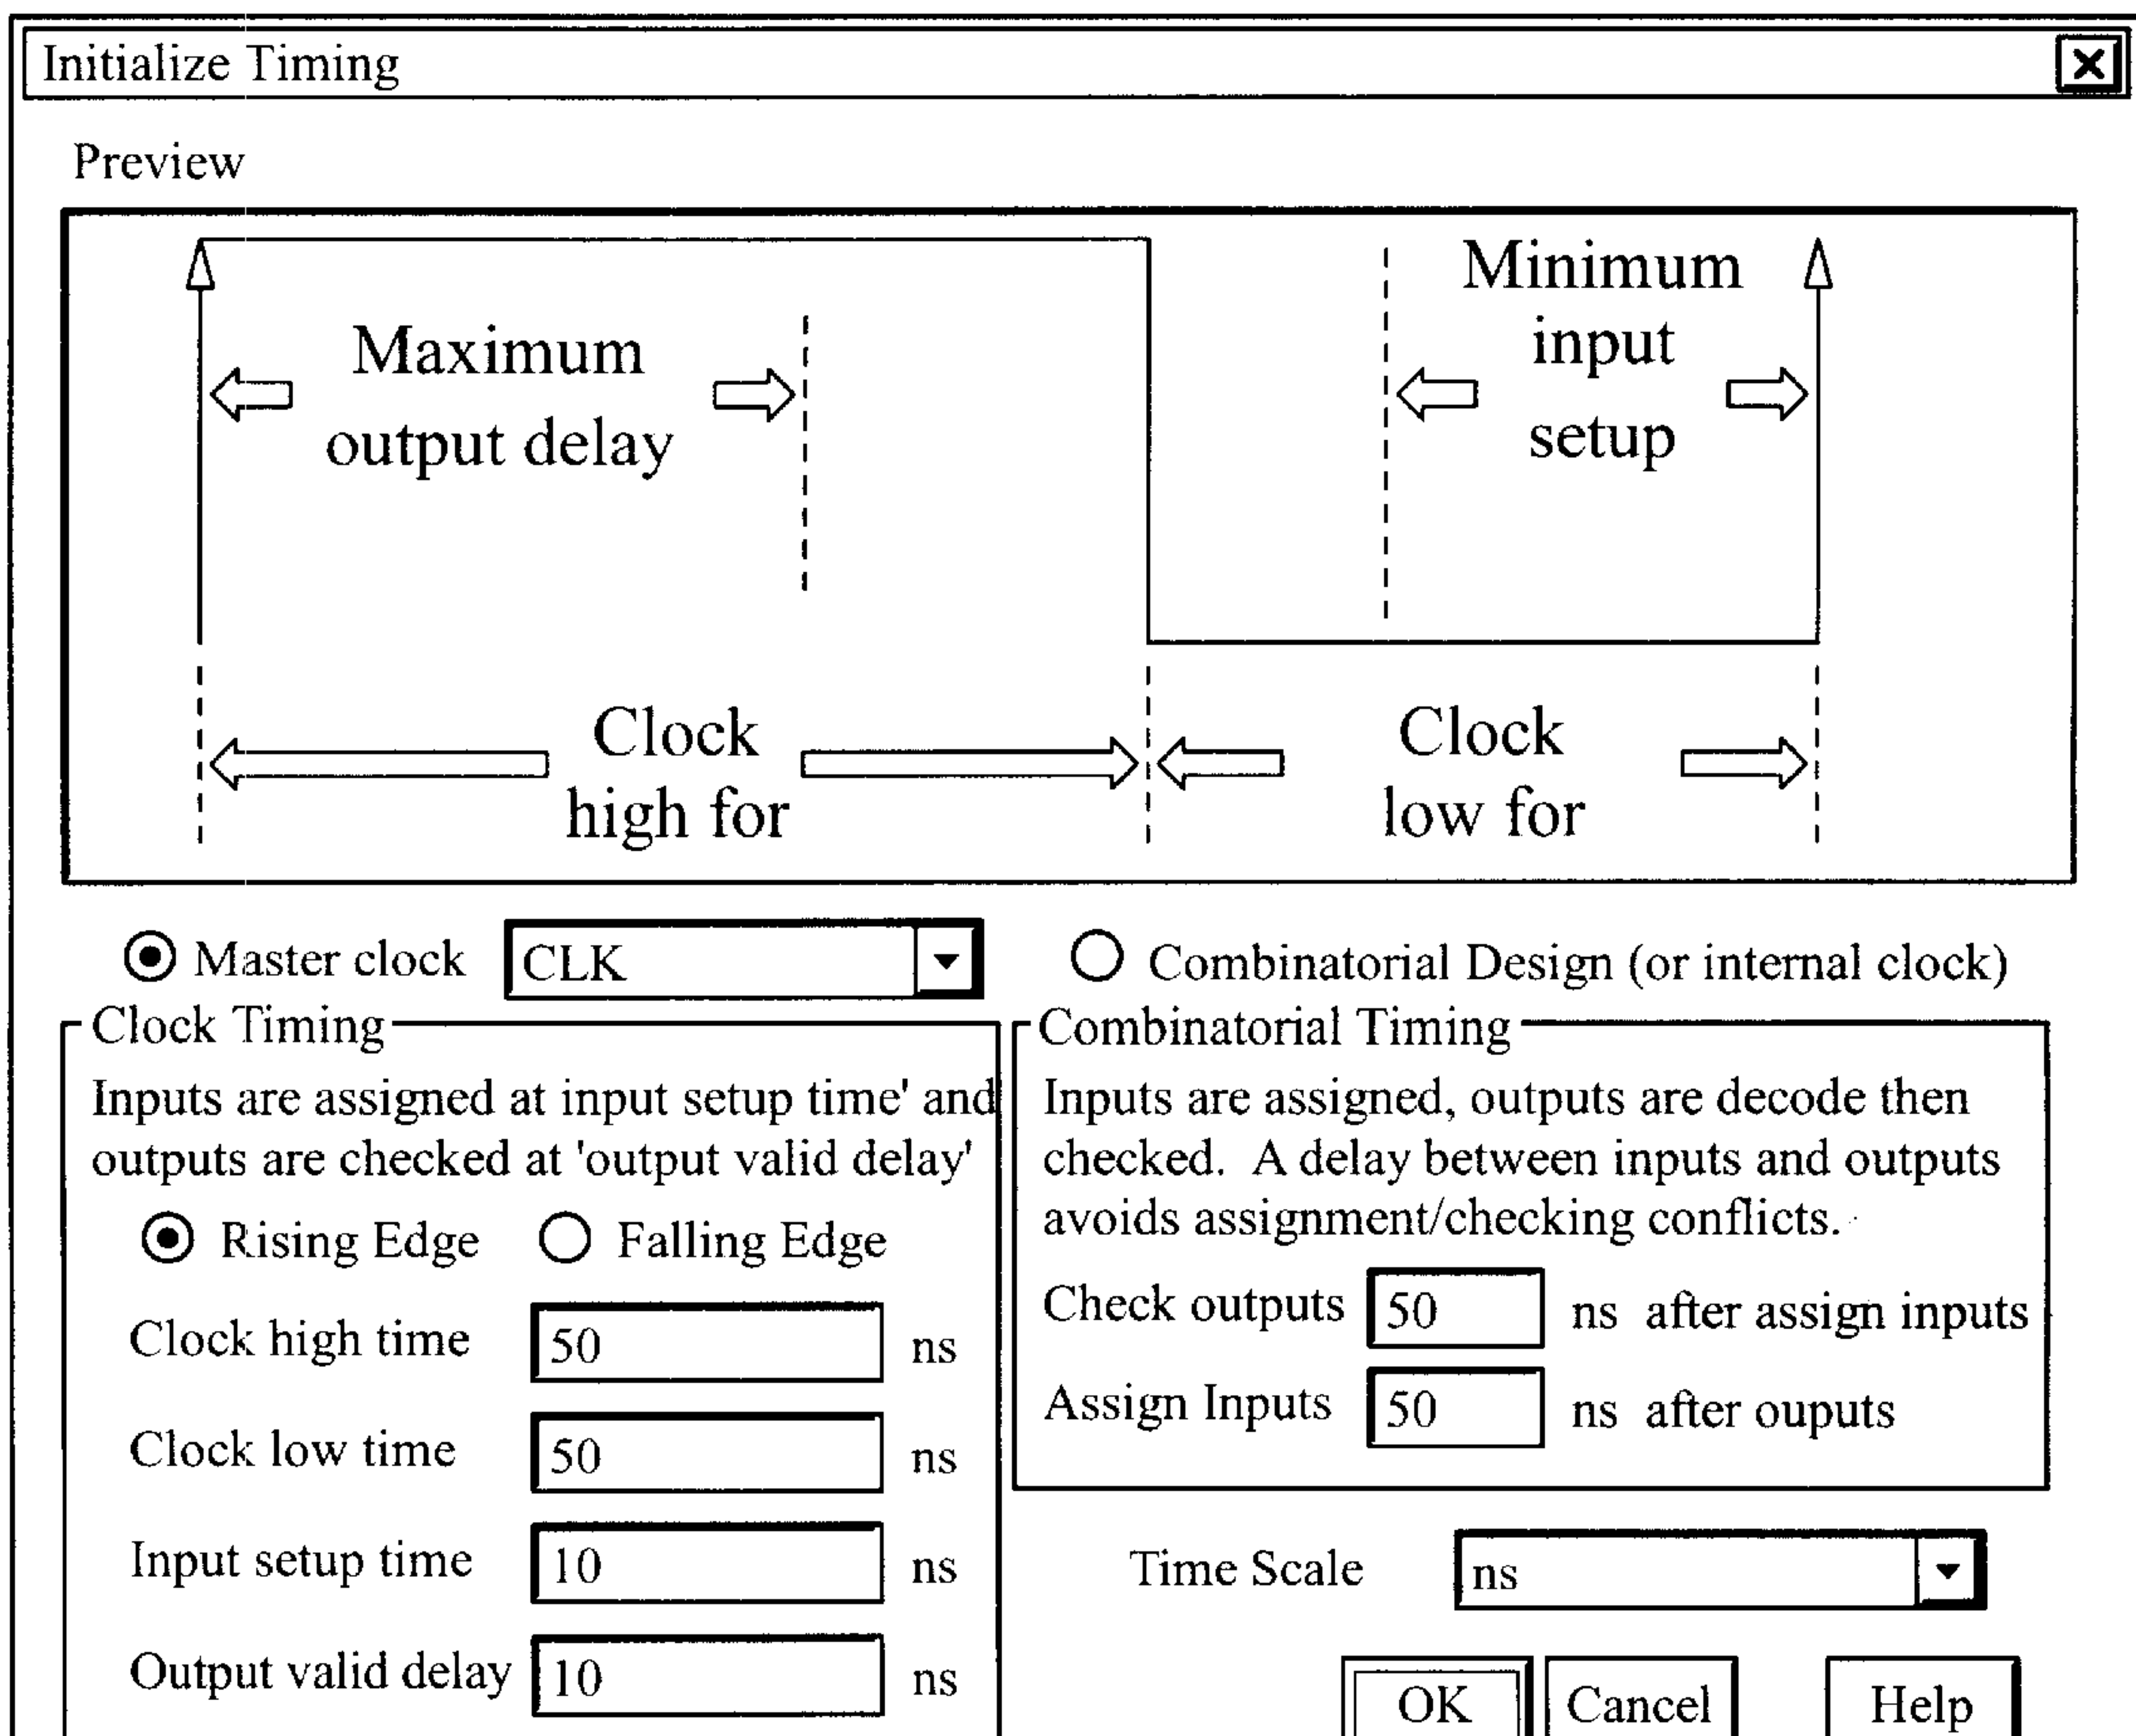 Initialize Timing
Preview
Maximum
output delay
Minimum
input
setup
Clock
high for
Clock
low for
Master clock CLK
Combinatorial Design (or internal clock)
Clock Timing
Inputs are assigned at input setup time' and
outputs are checked at 'output valid delay'
Rising Edge Falling Edge
Clock high time 50 ns
Clock low time 50 ns
Input setup time 10 ns
Output valid delay 10 ns
Combinatorial Timing
Inputs are assigned, outputs are decode then
checked. A delay between inputs and outputs
avoids assignment/checking conflicts.
Check outputs 50 ns after assign inputs
Assign Inputs 50 ns after ouputs
Time Scale ns
OK Cancel Help